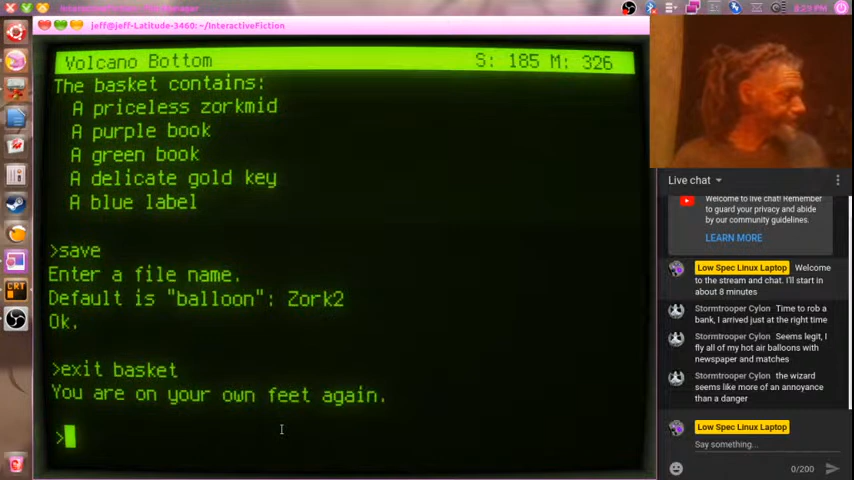 jeff@jeff-Latitude-3460: ~/InteractiveFiction
8:29 PM
Volcano Bottom S: 185 M: 326
The basket contains:
A priceless zorkmid
A purple book
A green book
A delicate gold key
A blue label
>save
Enter a file name.
Default is "balloon": Zork2
Ok.
>exit basket
You are on your own feet again.
>
CRT
Live chat
Welcome to live chat! Remember
to guard your privacy and abide
by our community guidelines.
LEARN MORE
Low Spec Linux Laptop Welcome
to the stream and chat. I'll start in
about 8 minutes
Stormtrooper Cylon Time to rob a
bank, I arrived just at the right time
Stormtrooper Cylon Seems legit, I
fly all of my hot air balloons with
newspaper and matches
Stormtrooper Cylon the wizard
seems like more of an annoyance
than a danger
Low Spec Linux Laptop
Say something...
0/200